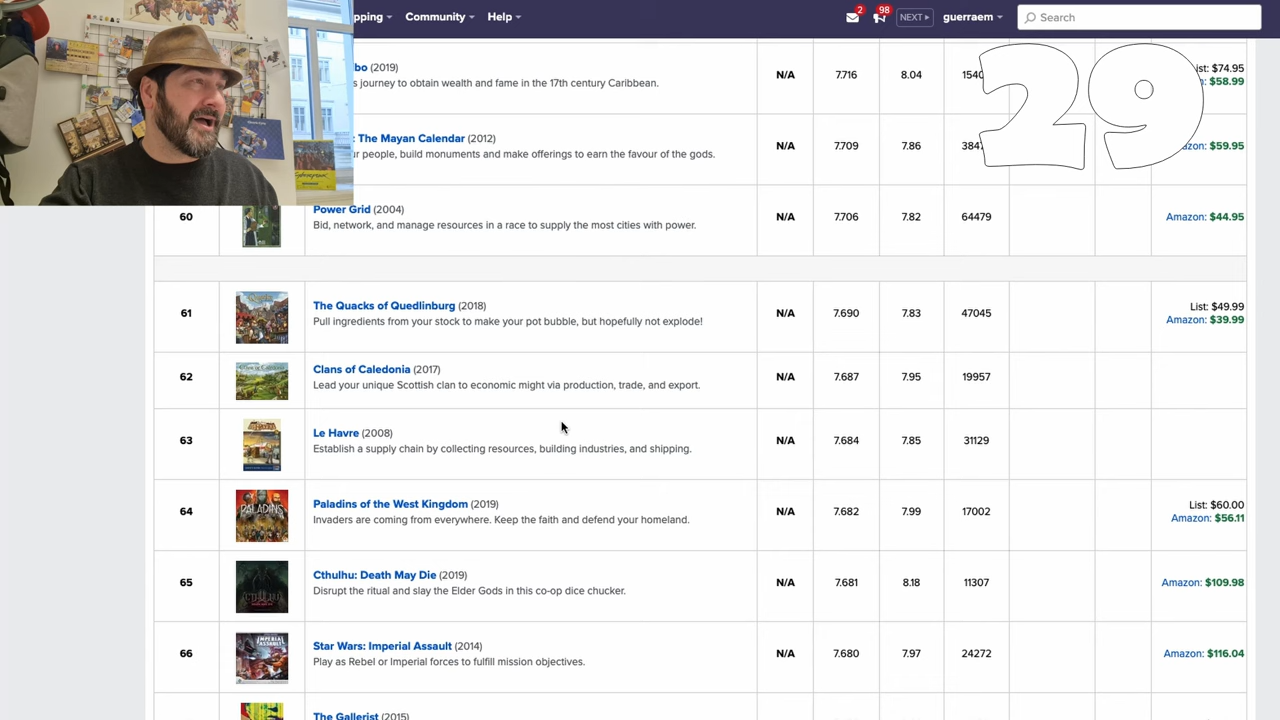 pping Community Help 2 98 NEXT guerraem Search
29
bo (2019) N/A 7.716 8.04 1540 ist: $74.95
s journey to obtain wealth and fame in the 17th century Caribbean. $58.99
: The Mayan Calendar (2012) N/A 7.709 7.86 3847 azon: $59.95
ur people, build monuments and make offerings to earn the favour of the gods.
60 Power Grid (2004) N/A 7.706 7.82 64479 Amazon: $44.95
Bid, network, and manage resources in a race to supply the most cities with power.
61 The Quacks of Quedlinburg (2018) N/A 7.690 7.83 47045 List: $49.99
Pull ingredients from your stock to make your pot bubble, but hopefully not explode! Amazon: $39.99
62 Clans of Caledonia (2017) N/A 7.687 7.95 19957
Lead your unique Scottish clan to economic might via production, trade, and export.
63 Le Havre (2008) N/A 7.684 7.85 31129
Establish a supply chain by collecting resources, building industries, and shipping.
64 Paladins of the West Kingdom (2019) N/A 7.682 7.99 17002 List: $60.00
Invaders are coming from everywhere. Keep the faith and defend your homeland. Amazon: $56.11
PALADINS
65 Cthulhu: Death May Die (2019) N/A 7.681 8.18 11307 Amazon: $109.98
Disrupt the ritual and slay the Elder Gods in this co-op dice chucker.
CTHULHU
66 Star Wars: Imperial Assault (2014) N/A 7.680 7.97 24272 Amazon: $116.04
Play as Rebel or Imperial forces to fulfill mission objectives.
IMPERIAL ASSAULT
The Gallerist (2015)